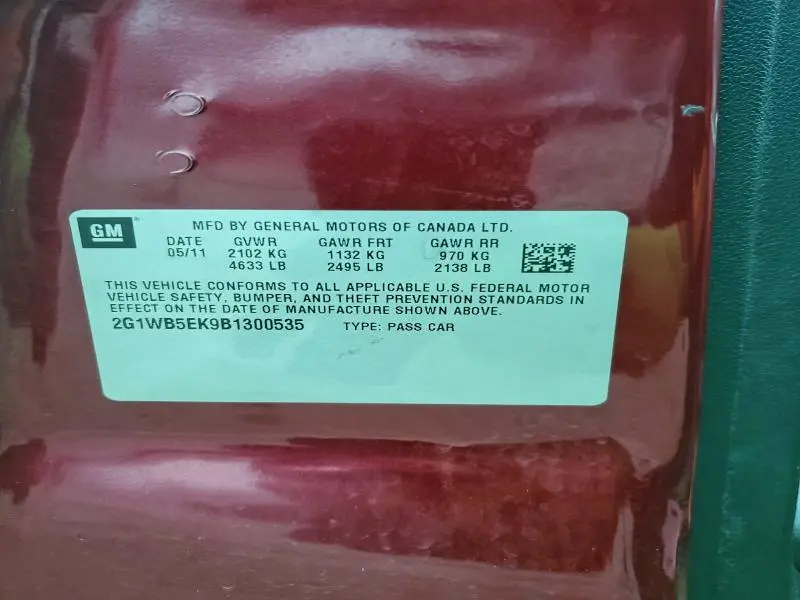 GM
MFD BY GENERAL MOTORS OF CANADA LTD.
DATE GVWR GAWR FRT GAWR RR
05/11 2102 KG 1132 KG 970 KG
4633 LB 2495 LB 2138 LB
THIS VEHICLE CONFORMS TO ALL APPLICABLE U.S. FEDERAL MOTOR
VEHICLE SAFETY, BUMPER, AND THEFT PREVENTION STANDARDS IN
EFFECT ON THE DATE OF MANUFACTURE SHOWN ABOVE.
2G1WB5EK9B1300535 TYPE: PASS CAR